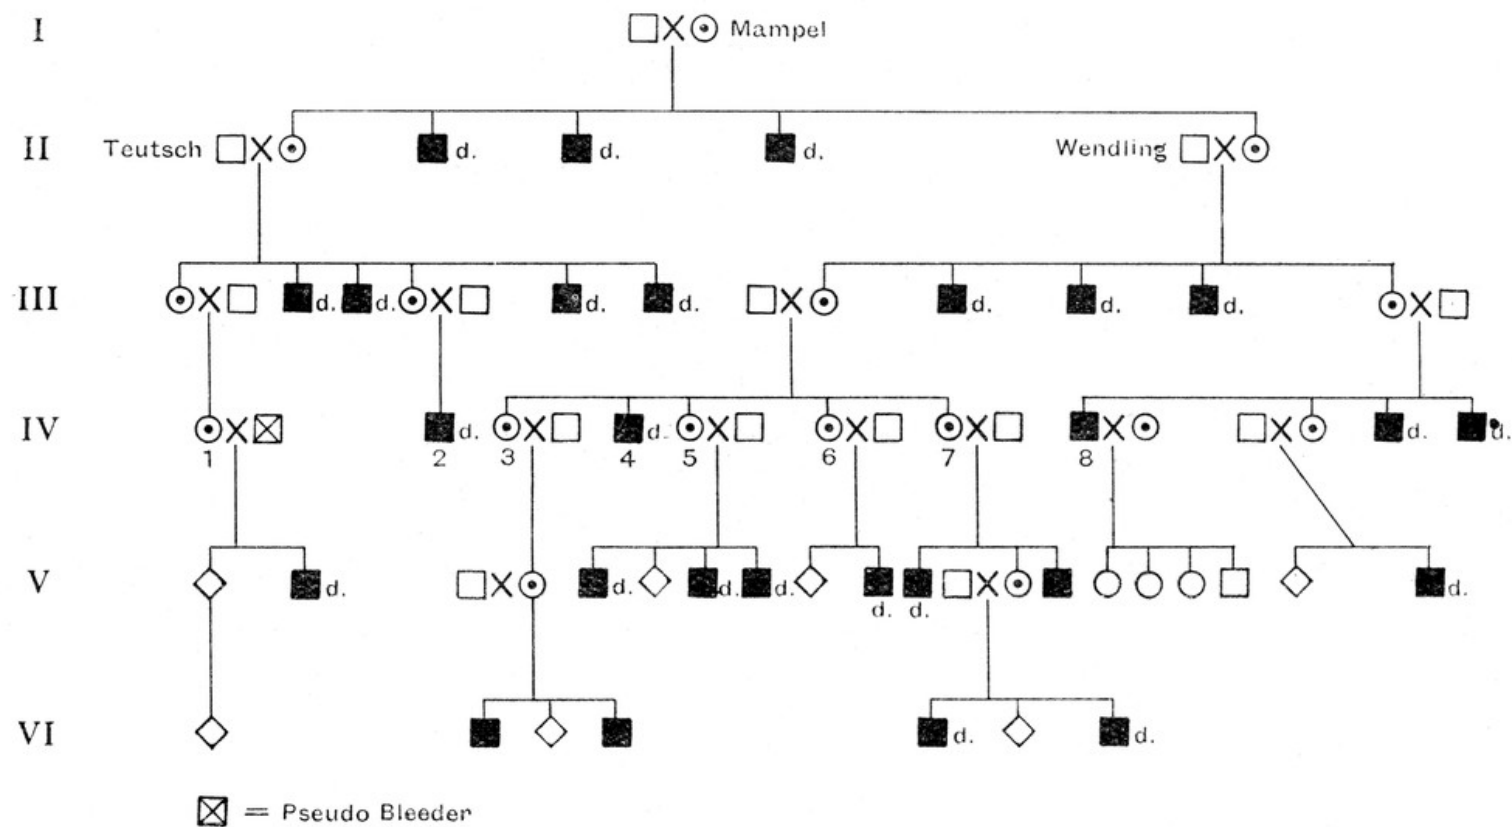 I Mampel
II Teutsch d. d. d. Wendling
III d. d. d. d. d. d. d.
IV d. d. d. d.
1 2 3 4 5 6 7 8
V d. d. d. d. d.
d. d.
VI d. d.
= Pseudo Bleeder